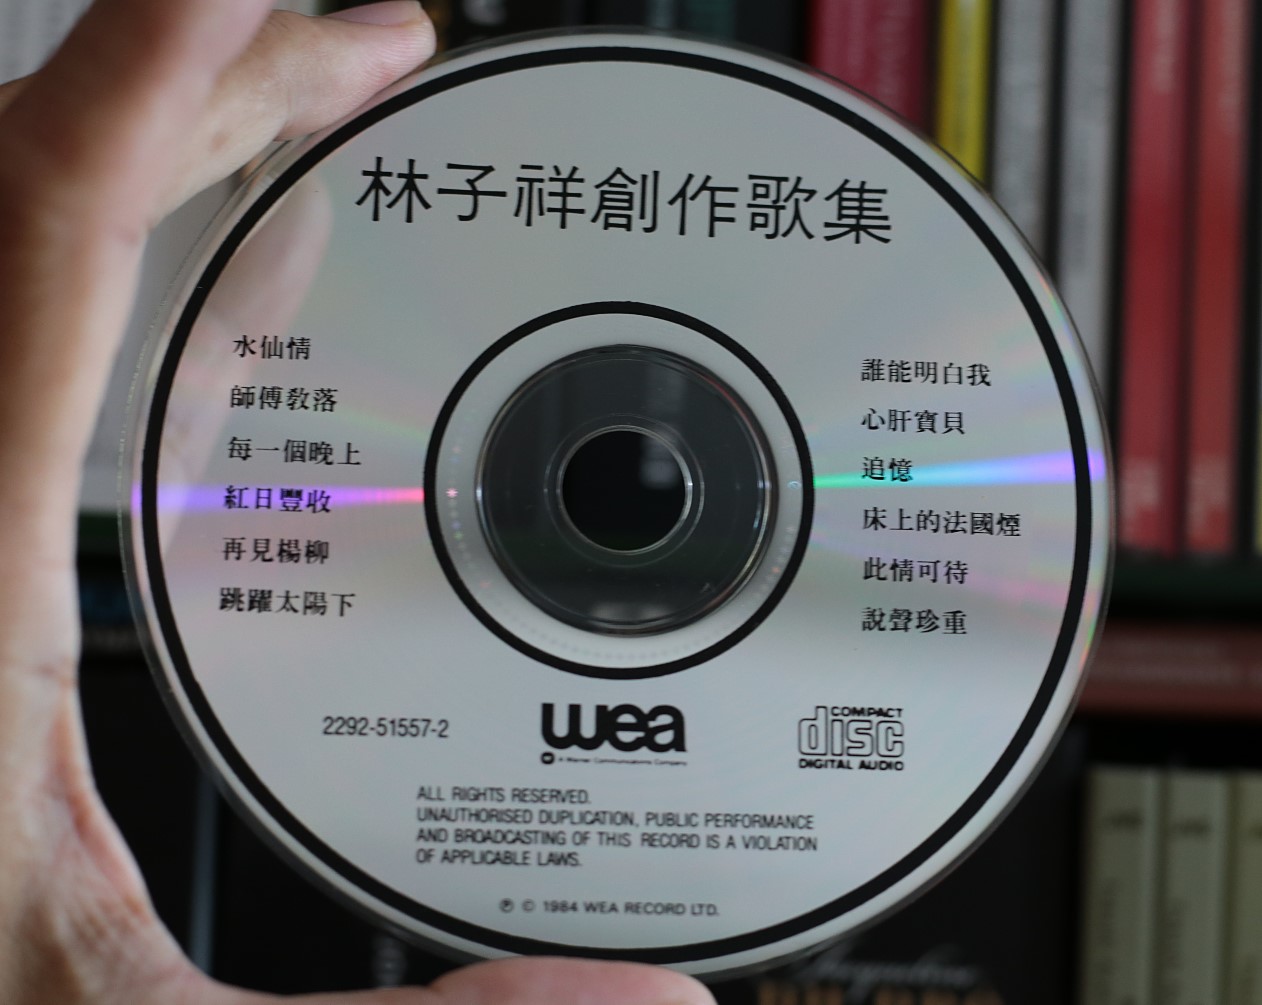 林子祥創作歌集
水仙情
師傅教落
每一個晚上
紅日豐收
再見楊柳
跳躍太陽下
誰能明白我
心肝寶貝
追憶
床上的法國煙
此情可待
說聲珍重
2292-51557-2
wea
A Warner Communications Company
COMPACT
disc
DIGITAL AUDIO
ALL RIGHTS RESERVED.
UNAUTHORISED DUPLICATION, PUBLIC PERFORMANCE
AND BROADCASTING OF THIS RECORD IS A VIOLATION
OF APPLICABLE LAWS.
℗ © 1984 WEA RECORD LTD.